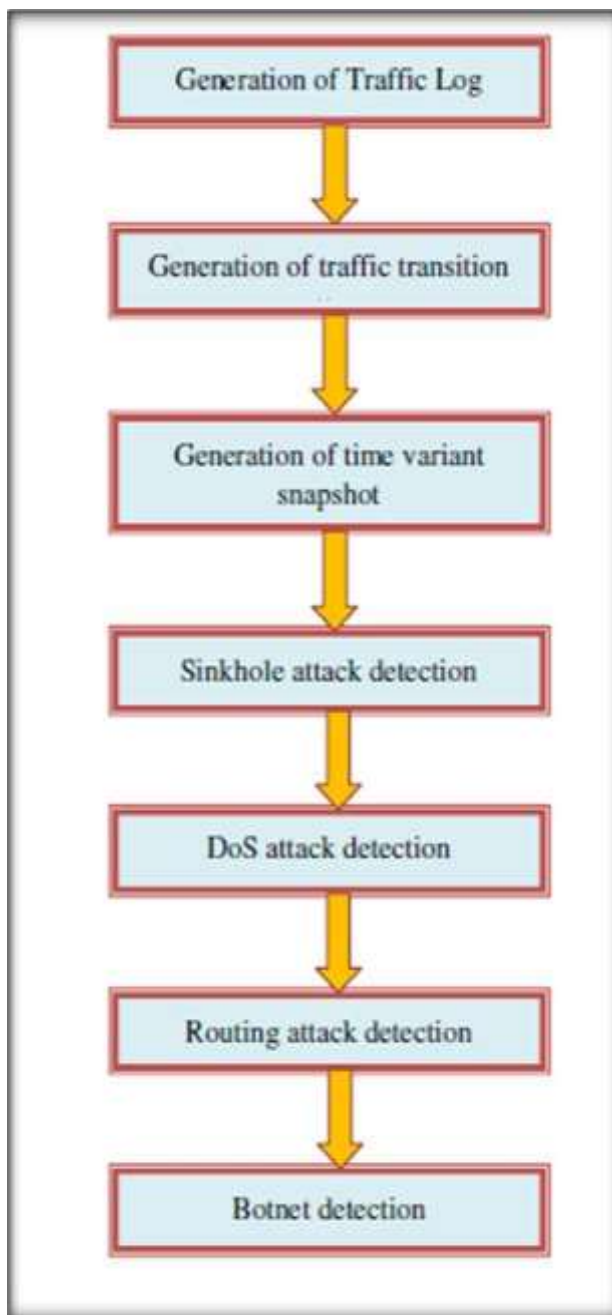 Generation of Traffic Log
Generation of traffic transition
Generation of time variant
snapshot
Sinkhole attack detection
DoS attack detection
Routing attack detection
Botnet detection